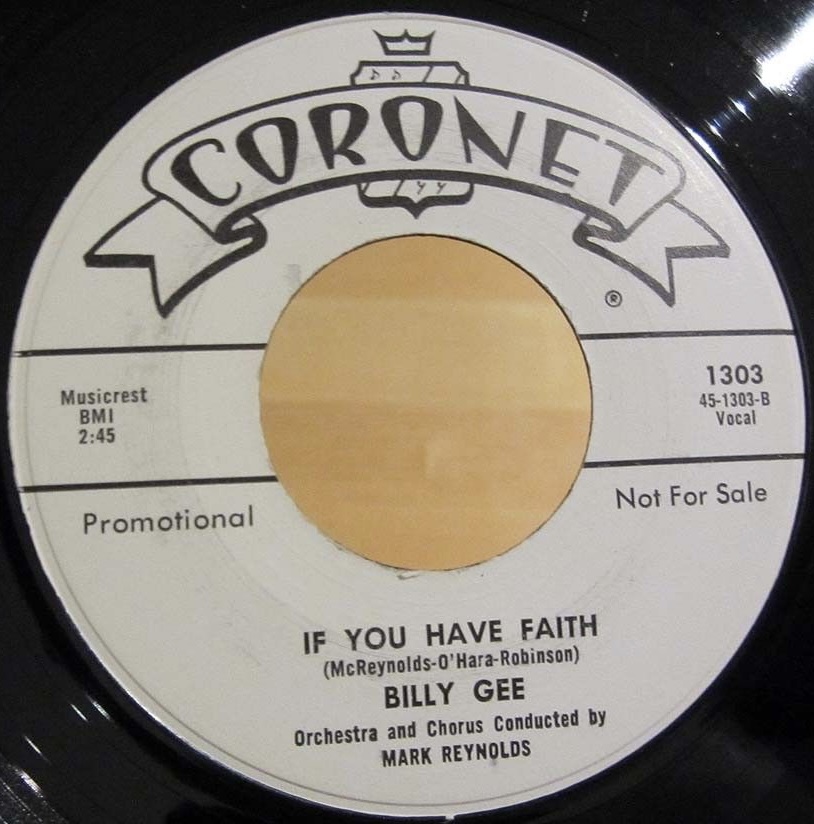 CORONET
®
Musicrest
BMI
2:45
1303
45-1303-B
Vocal
Promotional
Not For Sale
IF YOU HAVE FAITH
(McReynolds-O'Hara-Robinson)
BILLY GEE
Orchestra and Chorus Conducted by
MARK REYNOLDS